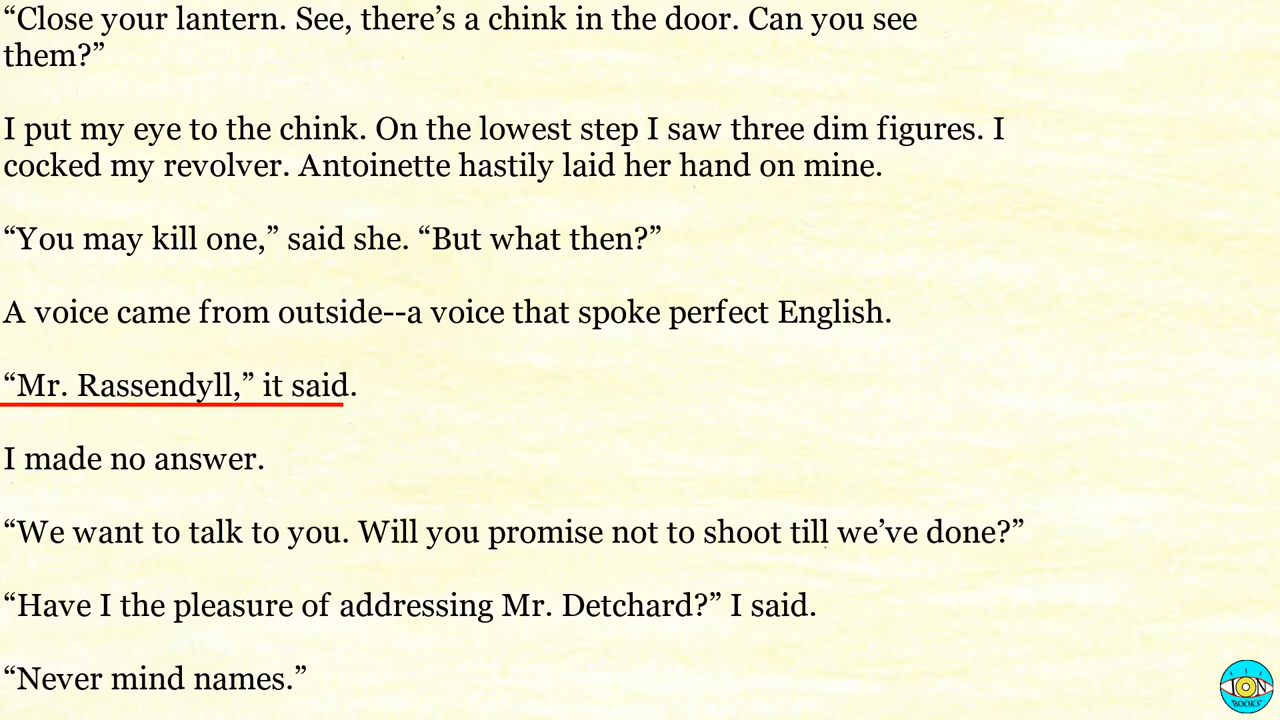 “Close your lantern. See, there’s a chink in the door. Can you see
them?”
I put my eye to the chink. On the lowest step I saw three dim figures. I
cocked my revolver. Antoinette hastily laid her hand on mine.
“You may kill one,” said she. “But what then?”
A voice came from outside--a voice that spoke perfect English.
“Mr. Rassendyll,” it said.
I made no answer.
“We want to talk to you. Will you promise not to shoot till we’ve done?”
“Have I the pleasure of addressing Mr. Detchard?” I said.
“Never mind names.”
ION
BOOKS